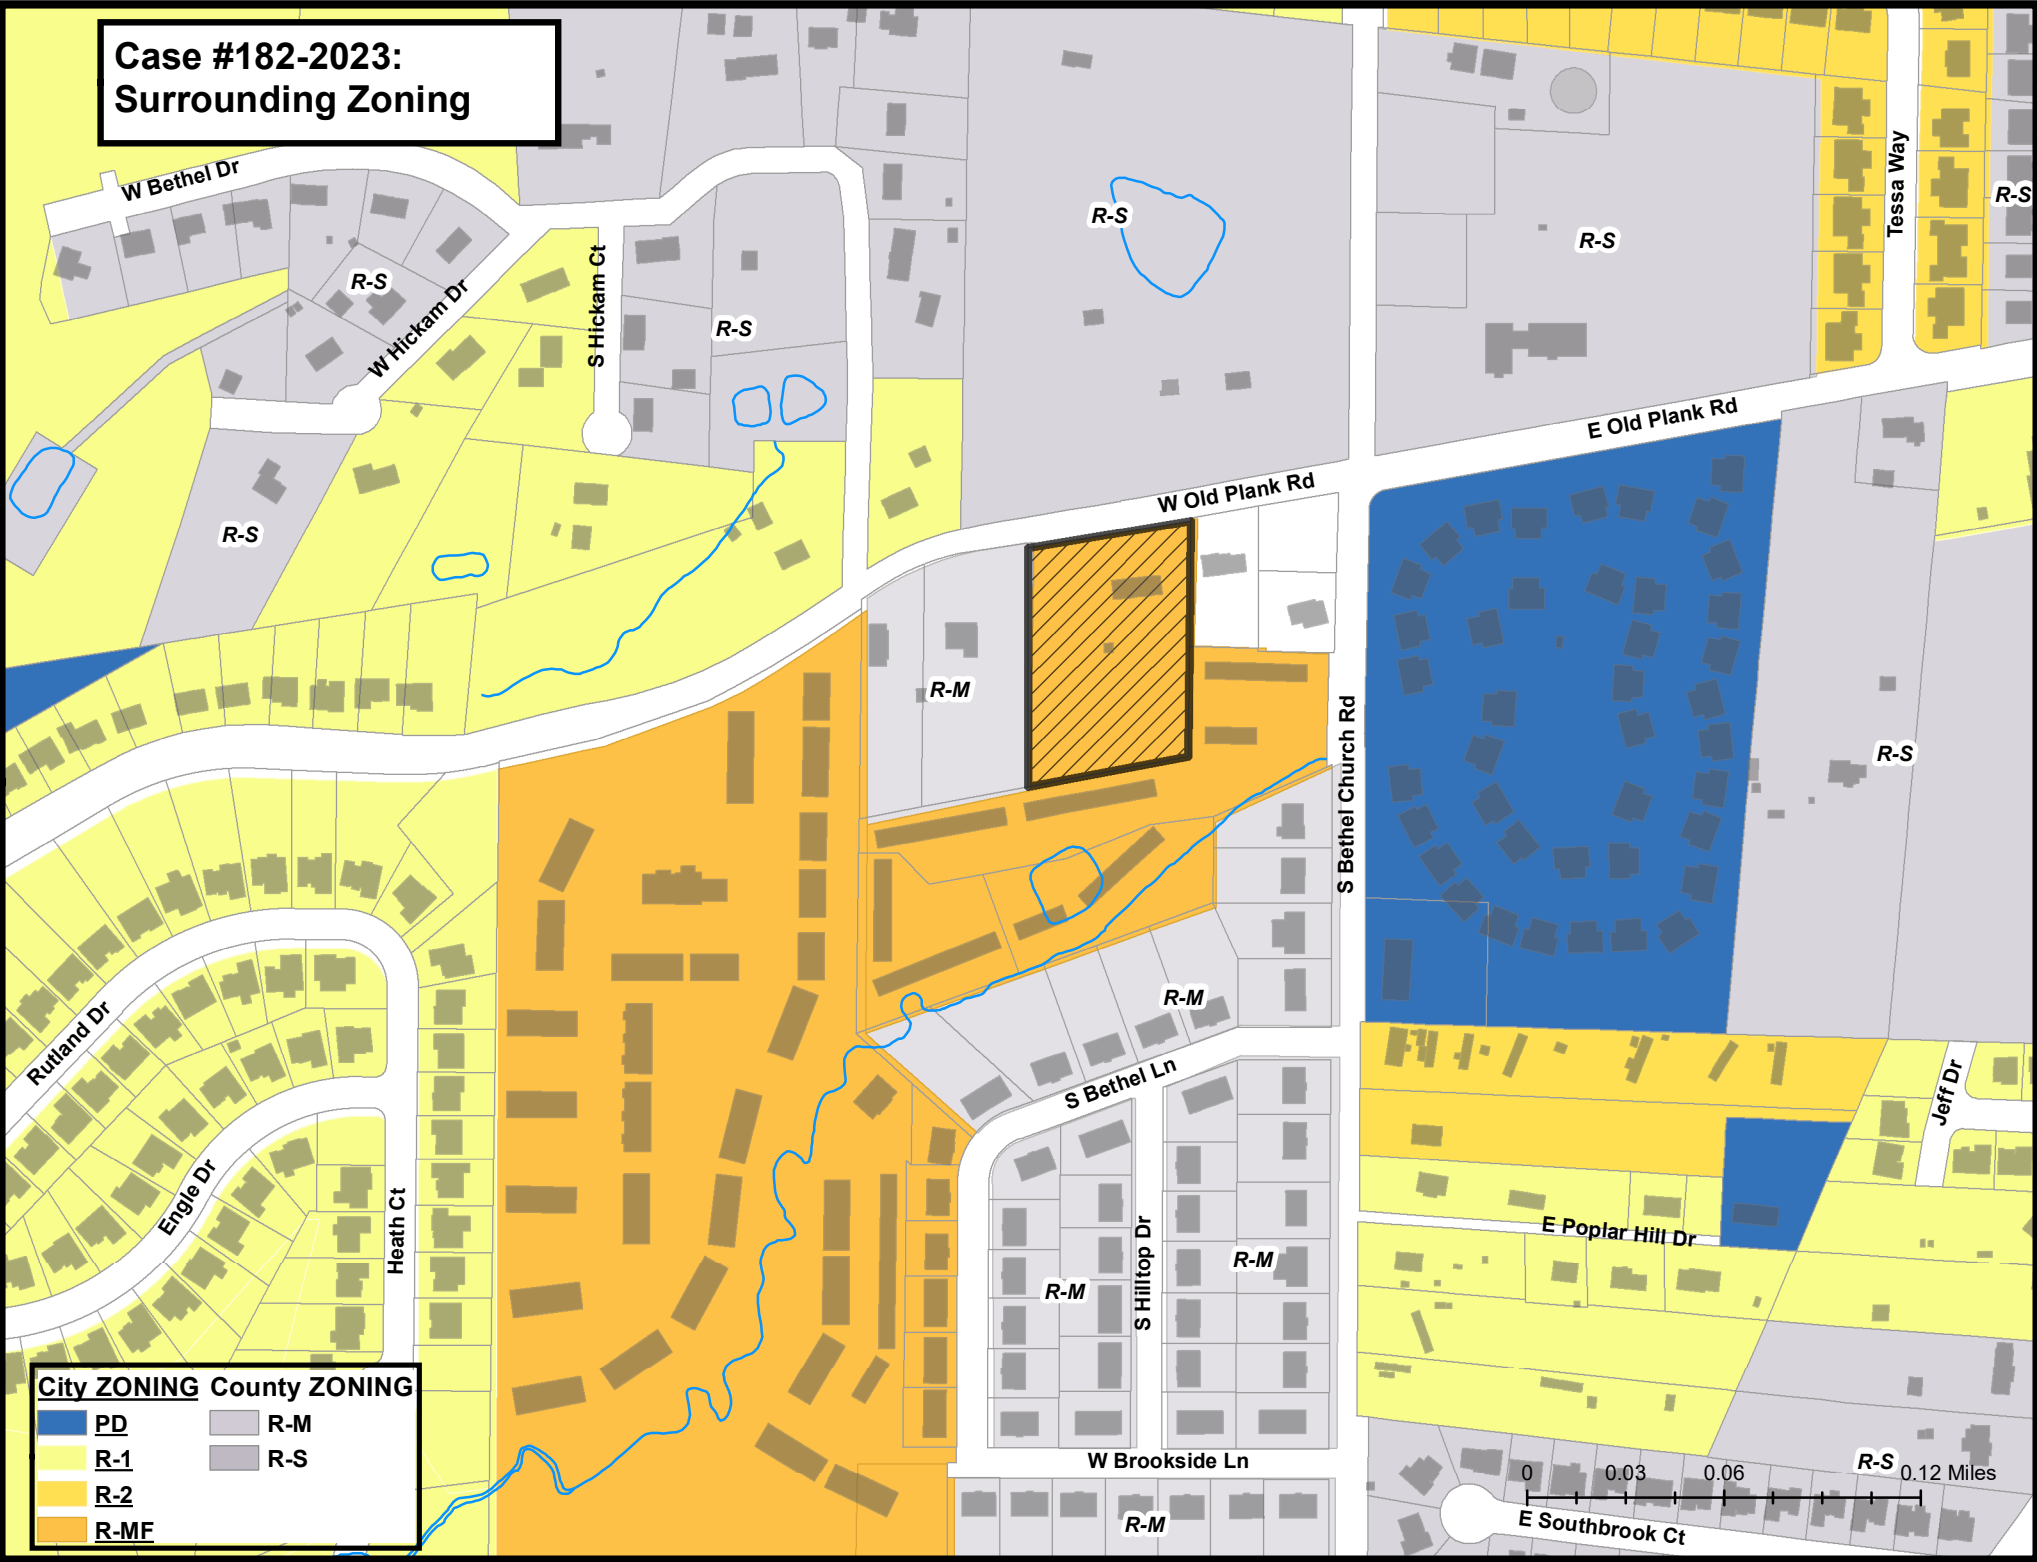 Case #182-2023:
Surrounding Zoning
W Bethel Dr
R-S
W Hickam Dr
S Hickam Ct
R-S
R-S
R-S
Tessa Way
R-S
E Old Plank Rd
W Old Plank Rd
R-S
R-M
S Bethel Church Rd
R-S
R-M
Rutland Dr
S Bethel Ln
Jeff Dr
Engle Dr
Heath Ct
S Hilltop Dr
R-M
R-M
E Poplar Hill Dr
W Brookside Ln
R-M
R-S
0 0.03 0.06 0.12 Miles
E Southbrook Ct
City ZONING County ZONING
PD R-M
R-1 R-S
R-2
R-MF